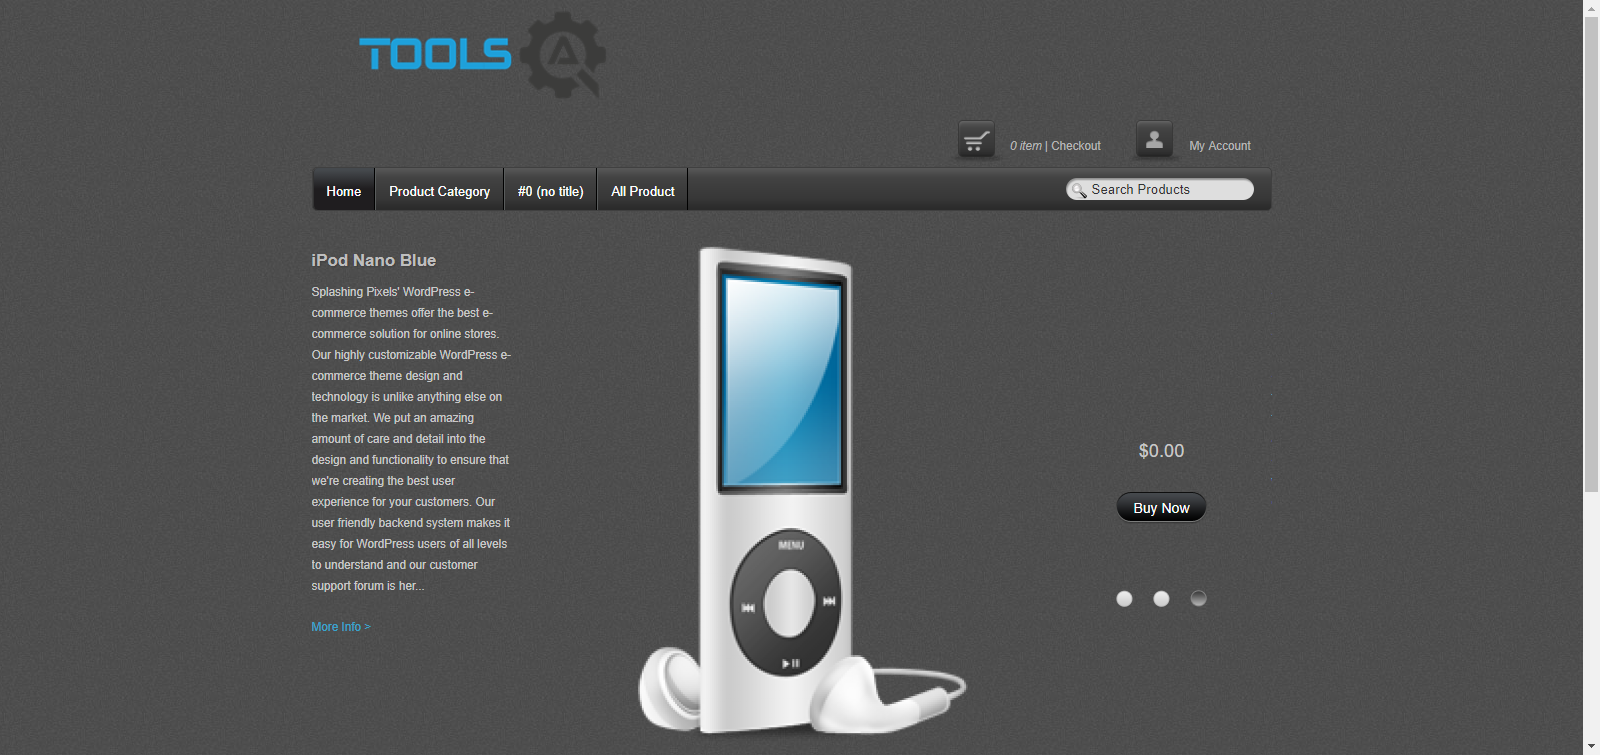 TOOLS A
0 item | Checkout
My Account
Home
Product Category
#0 (no title)
All Product
Search Products
iPod Nano Blue
Splashing Pixels' WordPress e-
commerce themes offer the best e-
commerce solution for online stores.
Our highly customizable WordPress e-
commerce theme design and
technology is unlike anything else on
the market. We put an amazing
amount of care and detail into the
design and functionality to ensure that
we're creating the best user
experience for your customers. Our
user friendly backend system makes it
easy for WordPress users of all levels
to understand and our customer
support forum is her...
More Info >
MENU
$0.00
Buy Now